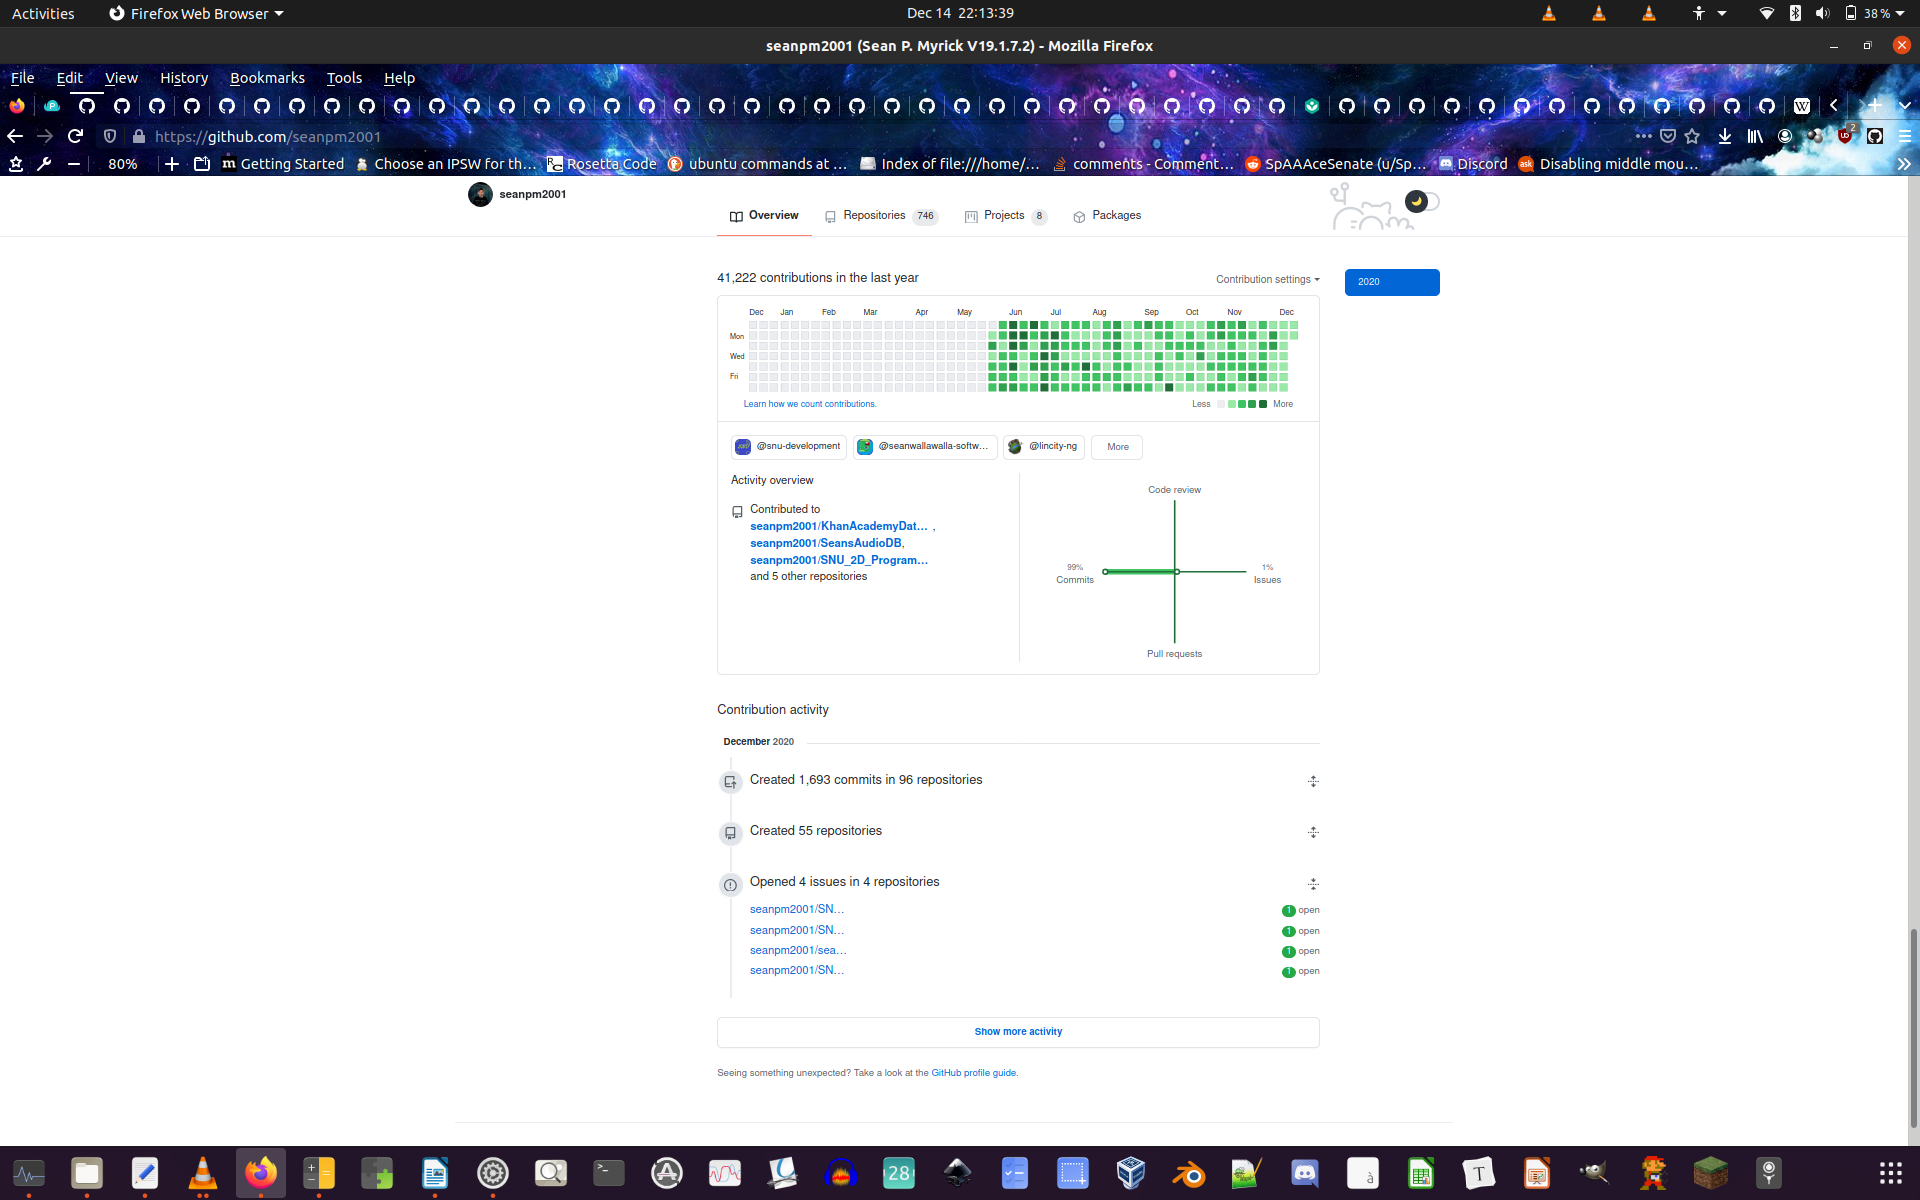 Activities
Firefox Web Browser
Dec 14 22:13:39
38 %
seanpm2001 (Sean P. Myrick V19.1.7.2) - Mozilla Firefox
File Edit View History Bookmarks Tools Help
https://github.com/seanpm2001
2
80%
Getting Started
Choose an IPSW for th…
Rosetta Code
ubuntu commands at …
Index of file:///home/…
comments - Comment…
SpAAAceSenate (u/Sp…
Discord
Disabling middle mou…
seanpm2001
Overview
Repositories 746
Projects 8
Packages
41,222 contributions in the last year
Contribution settings
2020
Dec Jan Feb Mar Apr May Jun Jul Aug Sep Oct Nov Dec
Mon
Wed
Fri
Learn how we count contributions.
Less More
@snu-development
@seanwallawalla-softw…
@lincity-ng
More
Activity overview
Contributed to
seanpm2001/KhanAcademyDat… ,
seanpm2001/SeansAudioDB,
seanpm2001/SNU_2D_Program…
and 5 other repositories
Code review
99%
Commits
1%
Issues
Pull requests
Contribution activity
December 2020
Created 1,693 commits in 96 repositories
Created 55 repositories
Opened 4 issues in 4 repositories
seanpm2001/SN… 1 open
seanpm2001/SN… 1 open
seanpm2001/sea… 1 open
seanpm2001/SN… 1 open
Show more activity
Seeing something unexpected? Take a look at the GitHub profile guide.
28